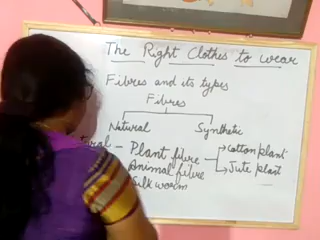 The Right Clothes to wear
Fibres and its types
Fibres
Natural Synthetic
Plant fibre → Cotton plant
→ Jute plant
Animal fibre
Silk worm